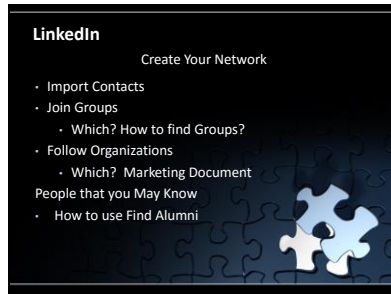 LinkedIn
Create Your Network
• Import Contacts
• Join Groups
• Which? How to find Groups?
• Follow Organizations
• Which? Marketing Document
People that you May Know
• How to use Find Alumni